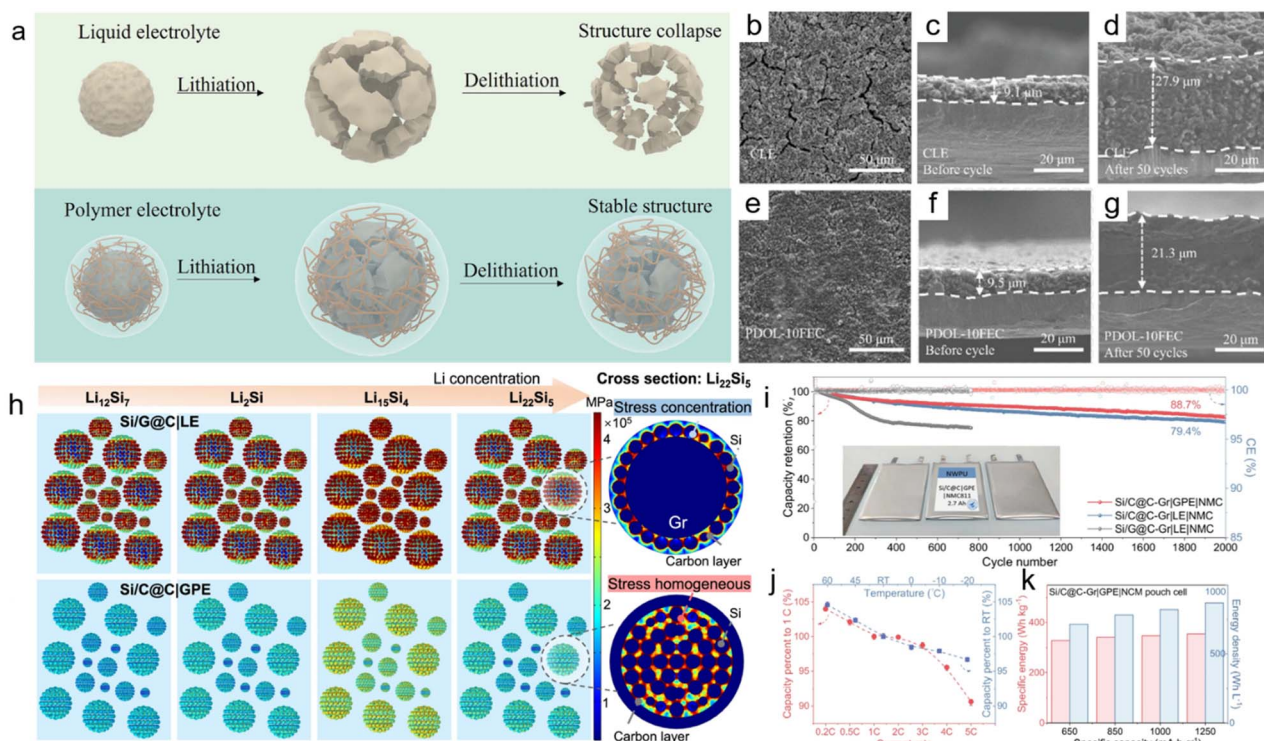 a
Liquid electrolyte
Lithiation
Delithiation
Structure collapse
Polymer electrolyte
Lithiation
Delithiation
Stable structure
b
CLE
50 μm
c
9.1 μm
CLE
Before cycle
20 μm
d
27.9 μm
CLE
After 50 cycles
20 μm
e
PDOL-10FEC
50 μm
f
9.5 μm
PDOL-10FEC
Before cycle
20 μm
g
21.3 μm
PDOL-10FEC
After 50 cycles
20 μm
h
Li concentration
Li12Si7
Li2Si
Li15Si4
Li22Si5
Si/G@C|LE
Si/C@C|GPE
MPa
×10⁵
4
3
2
1
Cross section: Li22Si5
Stress concentration
Si
Gr
Carbon layer
Stress homogeneous
Si
Carbon layer
i
Capacity retention (%)
100
80
60
40
20
0
88.7%
79.4%
100
95
90
85
CE (%)
NWPU
Si/C@C|GPE
|NMC811
2.7 Ah
Si/C@C-Gr|GPE|NMC
Si/C@C-Gr|LE|NMC
Si/G@C-Gr|LE|NMC
0 200 400 600 800 1000 1200 1400 1600 1800 2000
Cycle number
j
60 45 RT 0 -10 -20
Temperature (°C)
Capacity percent to 1 C (%)
105
100
95
90
Capacity percent to RT (%)
105
100
95
90
0.2C 0.5C 1C 2C 3C 4C 5C
k
Si/C@C-Gr|GPE|NCM pouch cell
Specific energy (Wh kg⁻¹)
400
200
0
Energy density (Wh L⁻¹)
1000
500
0
650 850 1000 1250